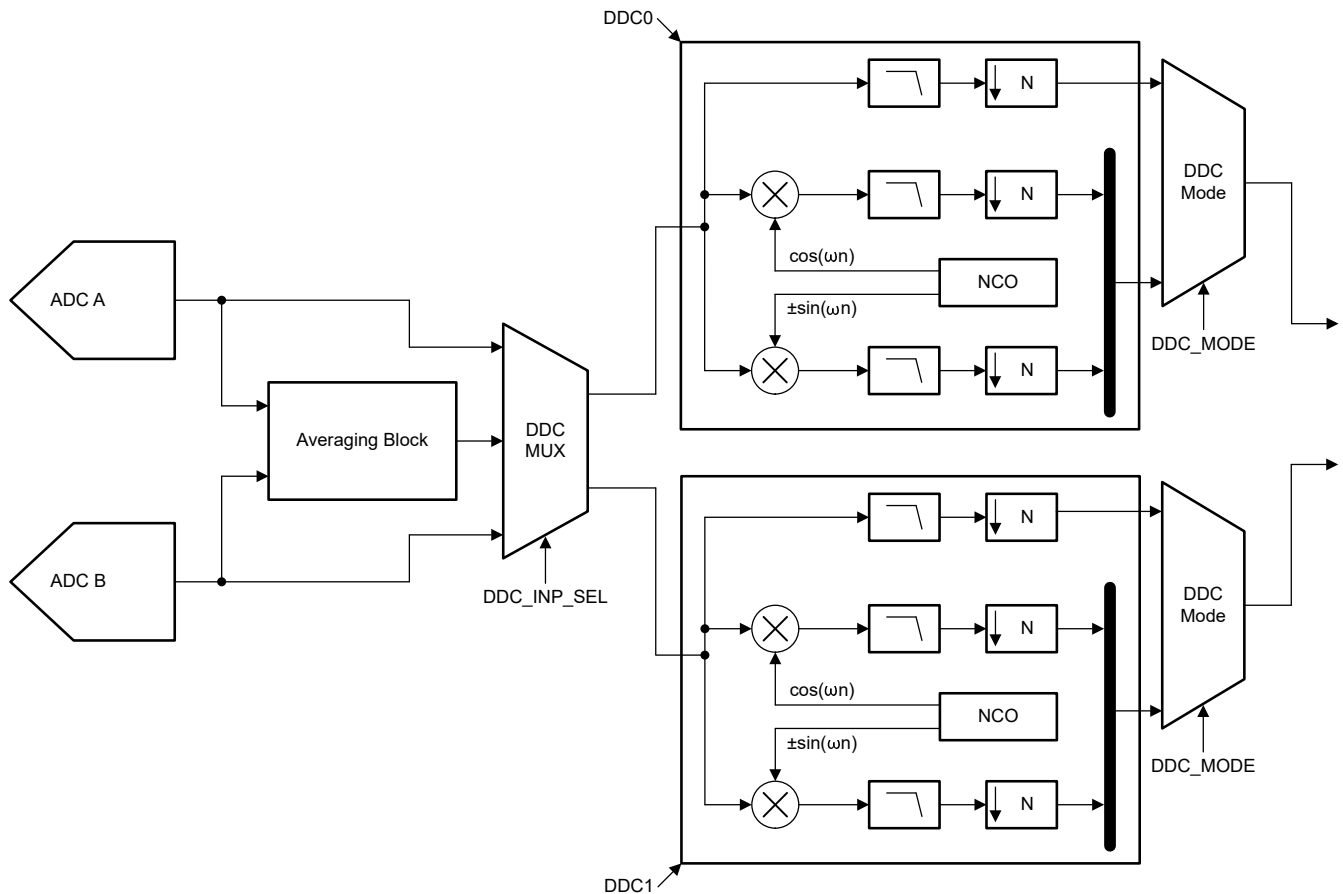 DDC0
N
DDC
Mode
N
cos(ωn)
NCO
±sin(ωn)
DDC_MODE
N
ADC A
Averaging Block
DDC
MUX
ADC B
DDC_INP_SEL
N
DDC
Mode
N
cos(ωn)
NCO
±sin(ωn)
DDC_MODE
N
DDC1